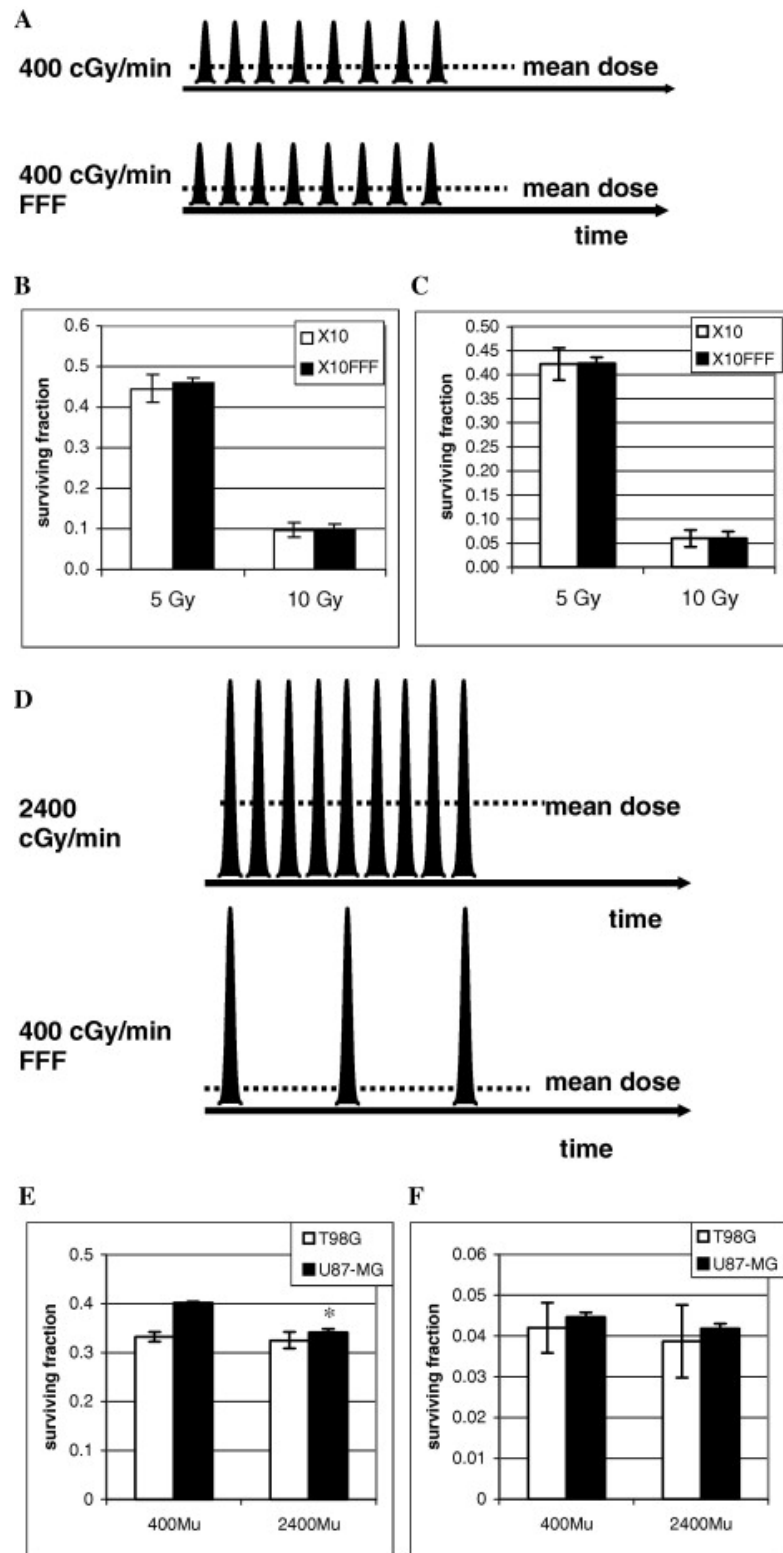 A
400 cGy/min
mean dose
400 cGy/min
FFF
mean dose
time
B
0.6
0.5
0.4
0.3
0.2
0.1
0.0
surviving fraction
X10
X10FFF
5 Gy
10 Gy
C
0.50
0.45
0.40
0.35
0.30
0.25
0.20
0.15
0.10
0.05
0.00
surviving fraction
X10
X10FFF
5 Gy
10 Gy
D
2400
cGy/min
mean dose
time
400 cGy/min
FFF
mean dose
time
E
0.5
0.4
0.3
0.2
0.1
0
surviving fraction
T98G
U87-MG
*
400Mu
2400Mu
F
0.06
0.05
0.04
0.03
0.02
0.01
0
surviving fraction
T98G
U87-MG
400Mu
2400Mu